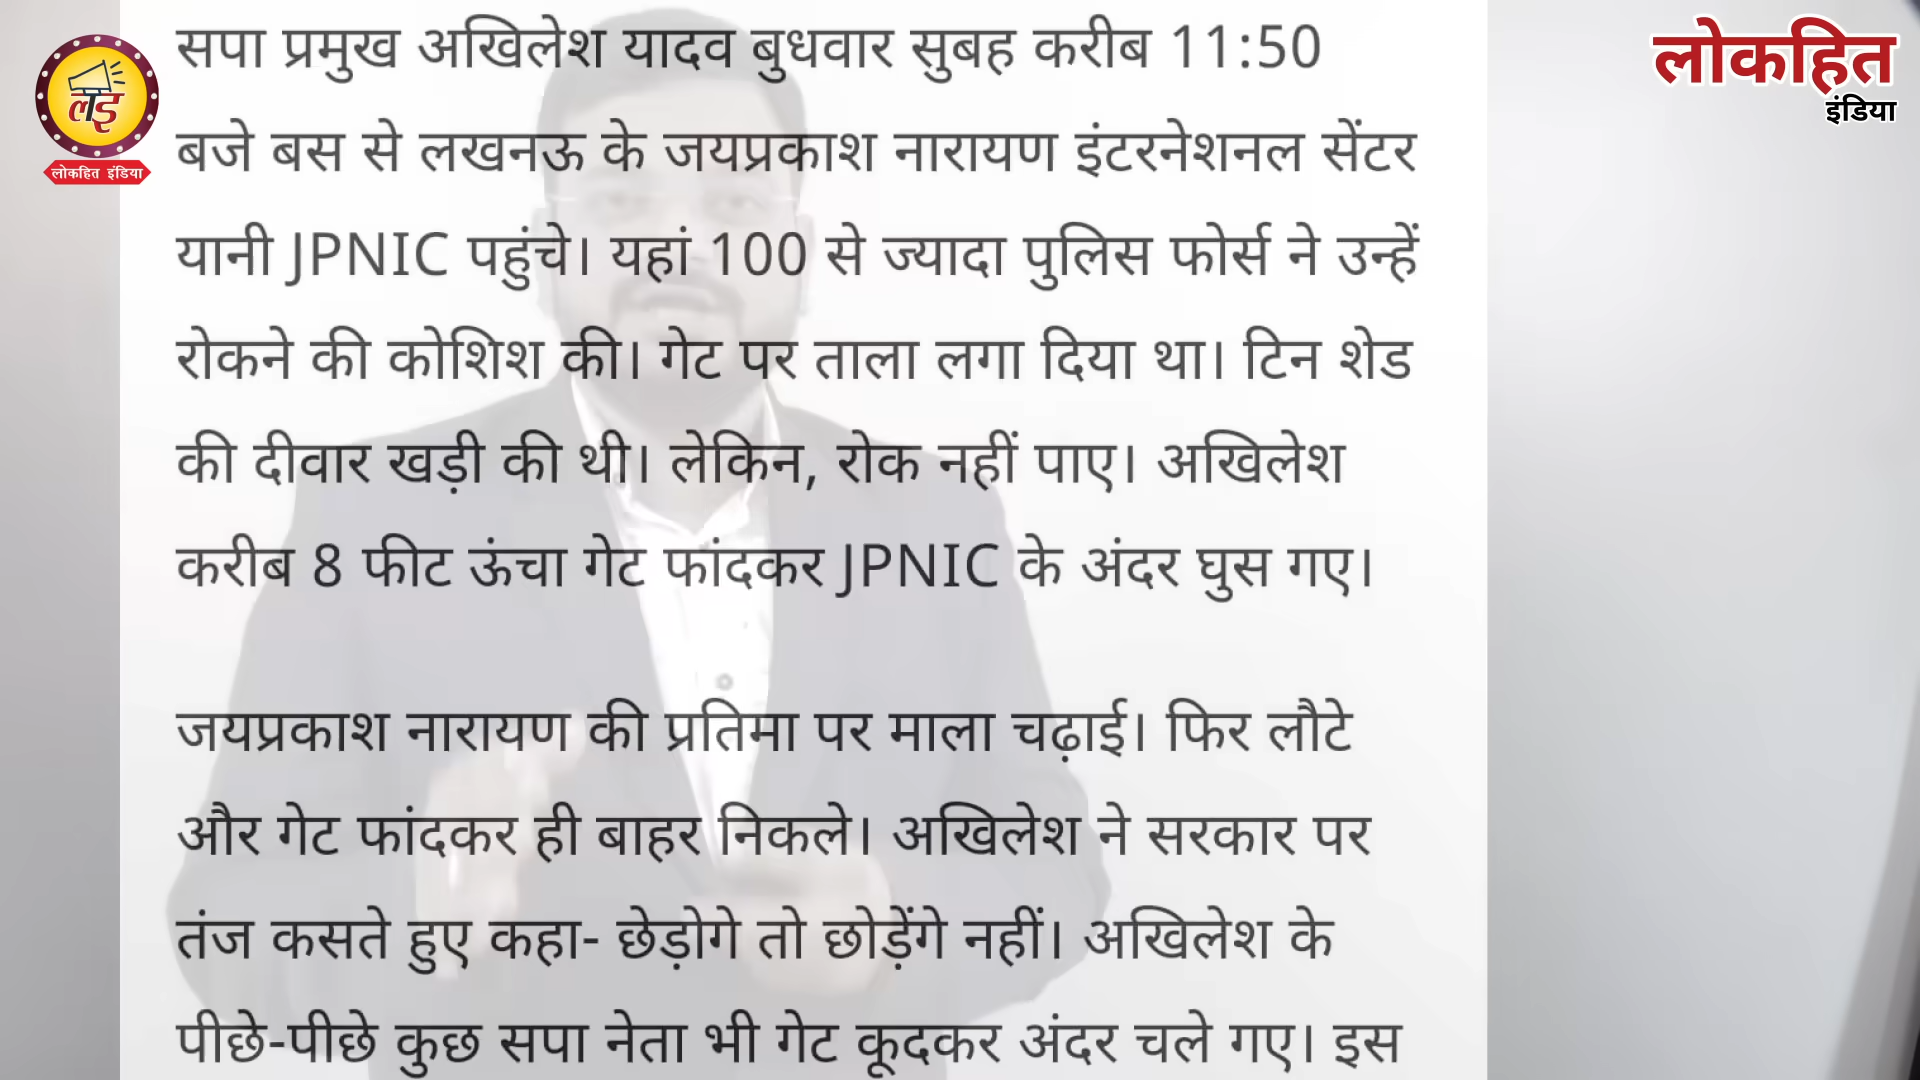 सपा प्रमुख अखिलेश यादव बुधवार सुबह करीब 11:50
बजे बस से लखनऊ के जयप्रकाश नारायण इंटरनेशनल सेंटर
यानी JPNIC पहुंचे। यहां 100 से ज्यादा पुलिस फोर्स ने उन्हें
रोकने की कोशिश की। गेट पर ताला लगा दिया था। टिन शेड
की दीवार खड़ी की थी। लेकिन, रोक नहीं पाए। अखिलेश
करीब 8 फीट ऊंचा गेट फांदकर JPNIC के अंदर घुस गए।
जयप्रकाश नारायण की प्रतिमा पर माला चढ़ाई। फिर लौटे
और गेट फांदकर ही बाहर निकले। अखिलेश ने सरकार पर
तंज कसते हुए कहा- छेड़ोगे तो छोड़ेंगे नहीं। अखिलेश के
पीछे-पीछे कुछ सपा नेता भी गेट कूदकर अंदर चले गए। इस
लइ
लोकहित इंडिया
लोकहित
इंडिया